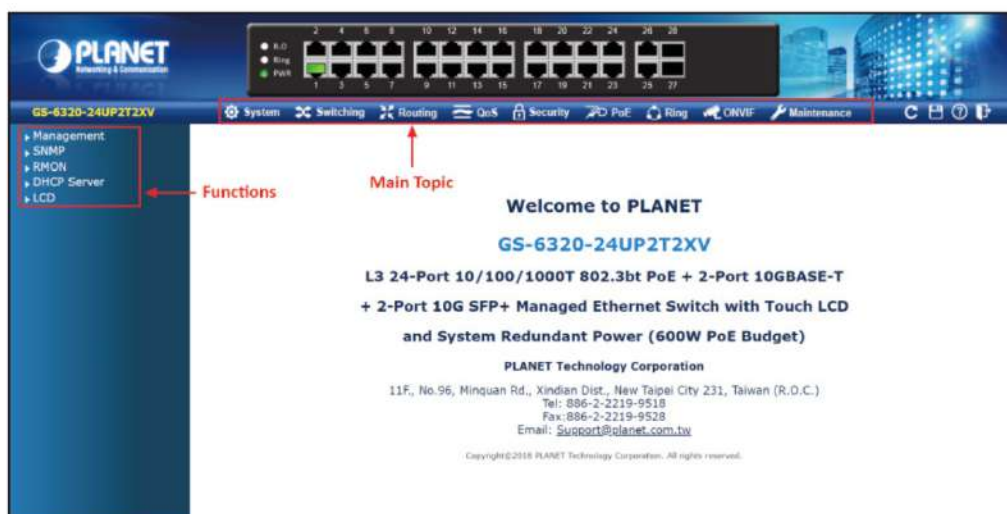 PLANET
Networking & Communication
2 4 6 8 10 12 14 16 18 20 22 24 26 28
R.O
Ring
PWR
1 3 5 7 9 11 13 15 17 19 21 23 25 27
GS-6320-24UP2T2XV
System Switching Routing QoS Security PoE Ring ONVIF Maintenance
Management
SNMP
RMON
DHCP Server
LCD
Functions
Main Topic
Welcome to PLANET
GS-6320-24UP2T2XV
L3 24-Port 10/100/1000T 802.3bt PoE + 2-Port 10GBASE-T
+ 2-Port 10G SFP+ Managed Ethernet Switch with Touch LCD
and System Redundant Power (600W PoE Budget)
PLANET Technology Corporation
11F., No.96, Minquan Rd., Xindian Dist., New Taipei City 231, Taiwan (R.O.C.)
Tel: 886-2-2219-9518
Fax:886-2-2219-9528
Email: Support@planet.com.tw
Copyright©2018 PLANET Technology Corporation. All rights reserved.